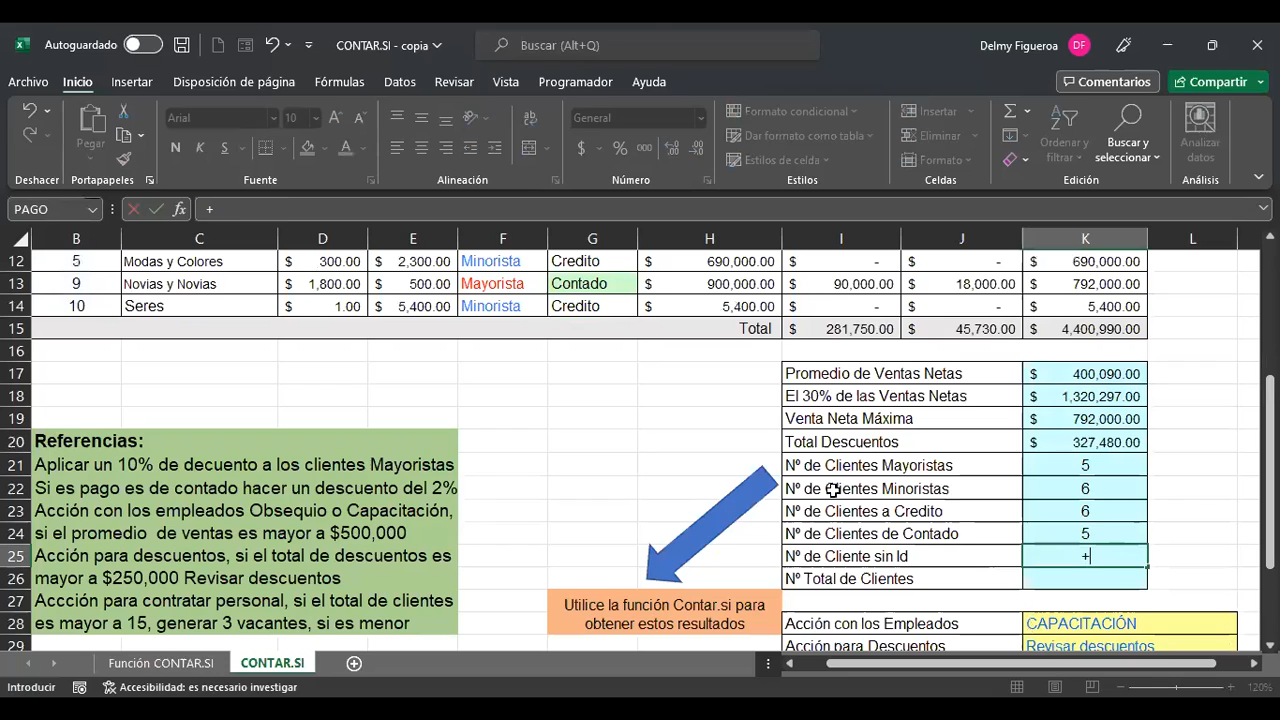 Autoguardado CONTAR.SI - copia Buscar (Alt+Q) Delmy Figueroa DF
Archivo Inicio Insertar Disposición de página Fórmulas Datos Revisar Vista Programador Ayuda Comentarios Compartir
Pegar Arial 10 General Formato condicional Insertar
N K S $ % 000 Dar formato como tabla Eliminar Ordenar y filtrar Buscar y seleccionar Analizar datos
Estilos de celda Formato
Deshacer Portapapeles Fuente Alineación Número Estilos Celdas Edición Análisis
PAGO fx +
B C D E F G H I J K L
12 5 Modas y Colores $ 300.00 $ 2,300.00 Minorista Credito $ 690,000.00 $ - $ - $ 690,000.00
13 9 Novias y Novias $ 1,800.00 $ 500.00 Mayorista Contado $ 900,000.00 $ 90,000.00 $ 18,000.00 $ 792,000.00
14 10 Seres $ 1.00 $ 5,400.00 Minorista Credito $ 5,400.00 $ - $ - $ 5,400.00
15 Total $ 281,750.00 $ 45,730.00 $ 4,400,990.00
16
17 Promedio de Ventas Netas $ 400,090.00
18 El 30% de las Ventas Netas $ 1,320,297.00
19 Venta Neta Máxima $ 792,000.00
20 Referencias: Total Descuentos $ 327,480.00
21 Aplicar un 10% de decuento a los clientes Mayoristas Nº de Clientes Mayoristas 5
22 Si es pago es de contado hacer un descuento del 2% Nº de Clientes Minoristas 6
23 Acción con los empleados Obsequio o Capacitación, Nº de Clientes a Credito 6
24 si el promedio de ventas es mayor a $500,000 Nº de Clientes de Contado 5
25 Acción para descuentos, si el total de descuentos es Nº de Cliente sin Id +
26 mayor a $250,000 Revisar descuentos Nº Total de Clientes
27 Accción para contratar personal, si el total de clientes Utilice la función Contar.si para
28 es mayor a 15, generar 3 vacantes, si es menor obtener estos resultados Acción con los Empleados CAPACITACIÓN
29 Acción para Descuentos Revisar descuentos
Función CONTAR.SI CONTAR.SI
Introducir Accesibilidad: es necesario investigar 120%